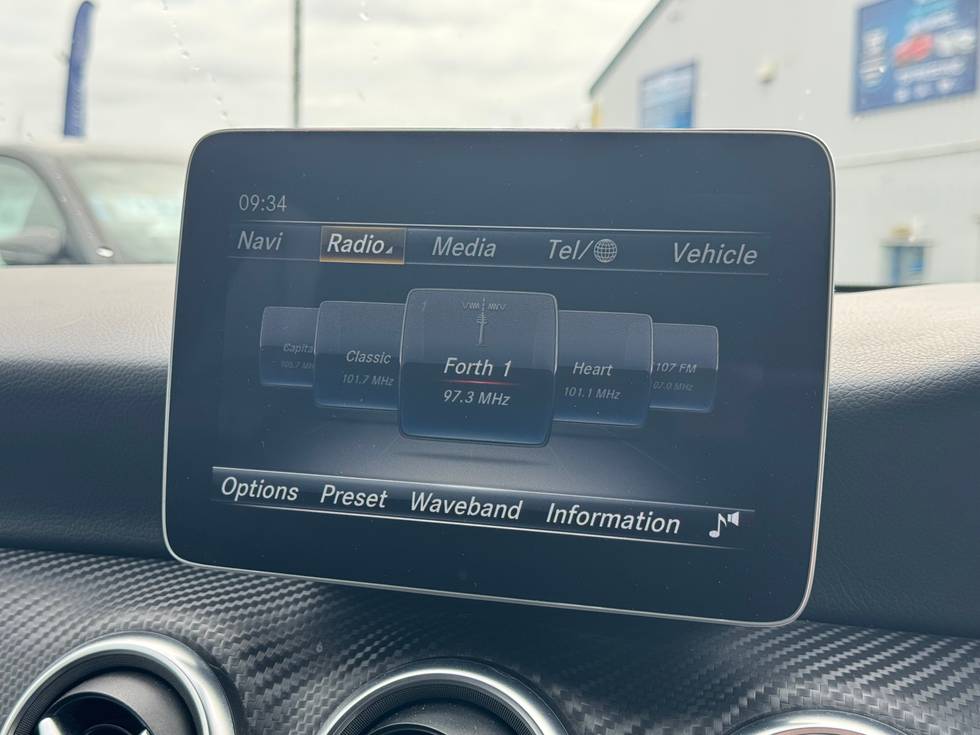 09:34
Navi Radio Media Tel/ Vehicle
Classic Forth 1 Heart 107 FM
101.7 MHz 97.3 MHz 101.1 MHz
Options Preset Waveband Information